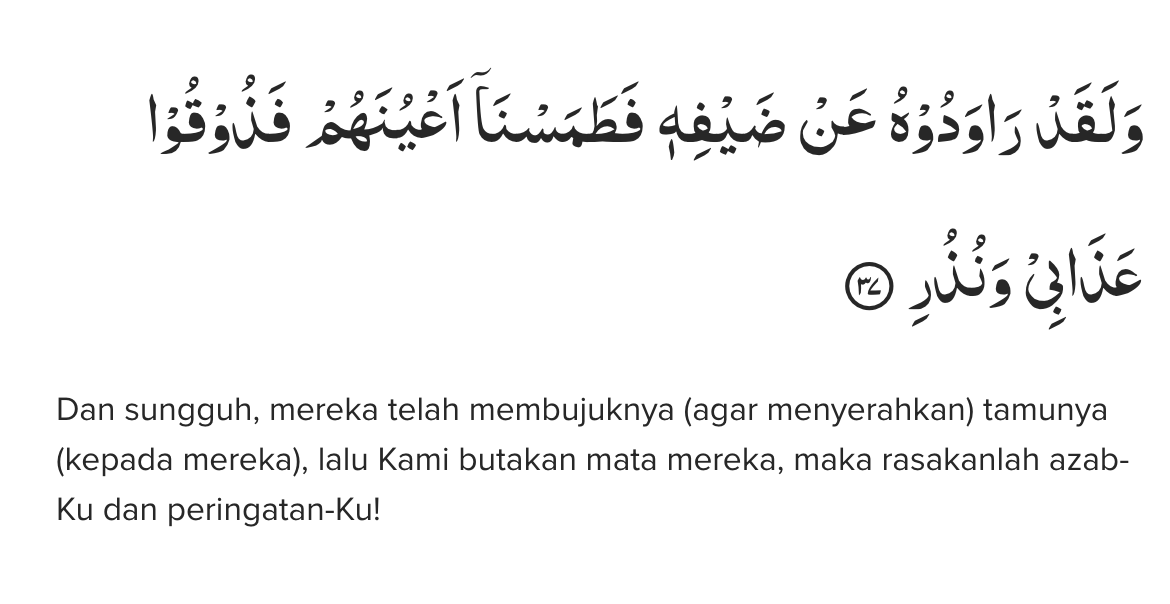 وَلَقَدْ رَاوَدُوْهُ عَنْ ضَيْفِهٖ فَطَمَسْنَآ اَعْيُنَهُمْ فَذُوْقُوْا
عَذَابِيْ وَنُذُرِ ٣٧
Dan sungguh, mereka telah membujuknya (agar menyerahkan) tamunya
(kepada mereka), lalu Kami butakan mata mereka, maka rasakanlah azab-
Ku dan peringatan-Ku!